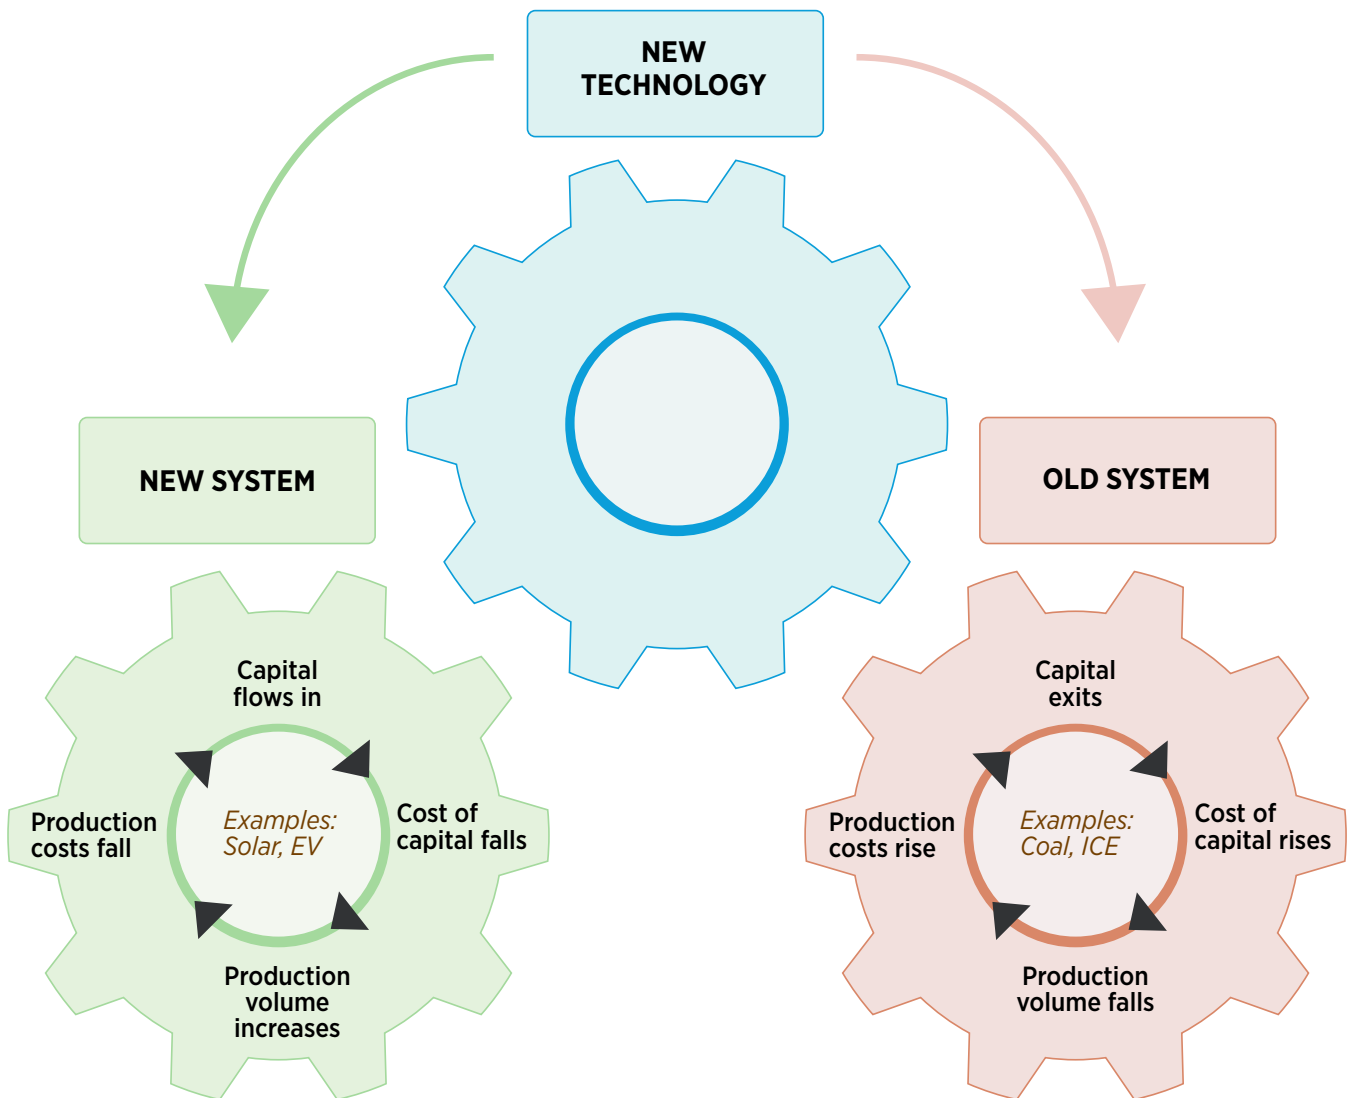 NEW
TECHNOLOGY
NEW SYSTEM
OLD SYSTEM
Capital
flows in
Cost of
capital falls
Production
volume
increases
Production
costs fall
Examples:
Solar, EV
Capital
exits
Cost of
capital rises
Production
volume falls
Production
costs rise
Examples:
Coal, ICE